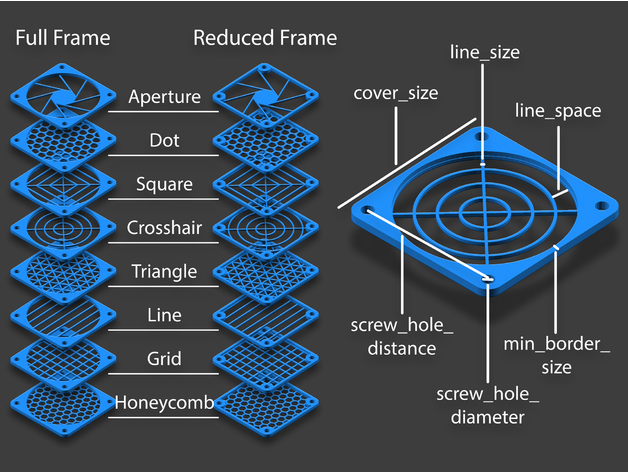 Full Frame
Reduced Frame
Aperture
Dot
Square
Crosshair
Triangle
Line
Grid
Honeycomb
line_size
cover_size
line_space
screw_hole_
distance
min_border_
size
screw_hole_
diameter